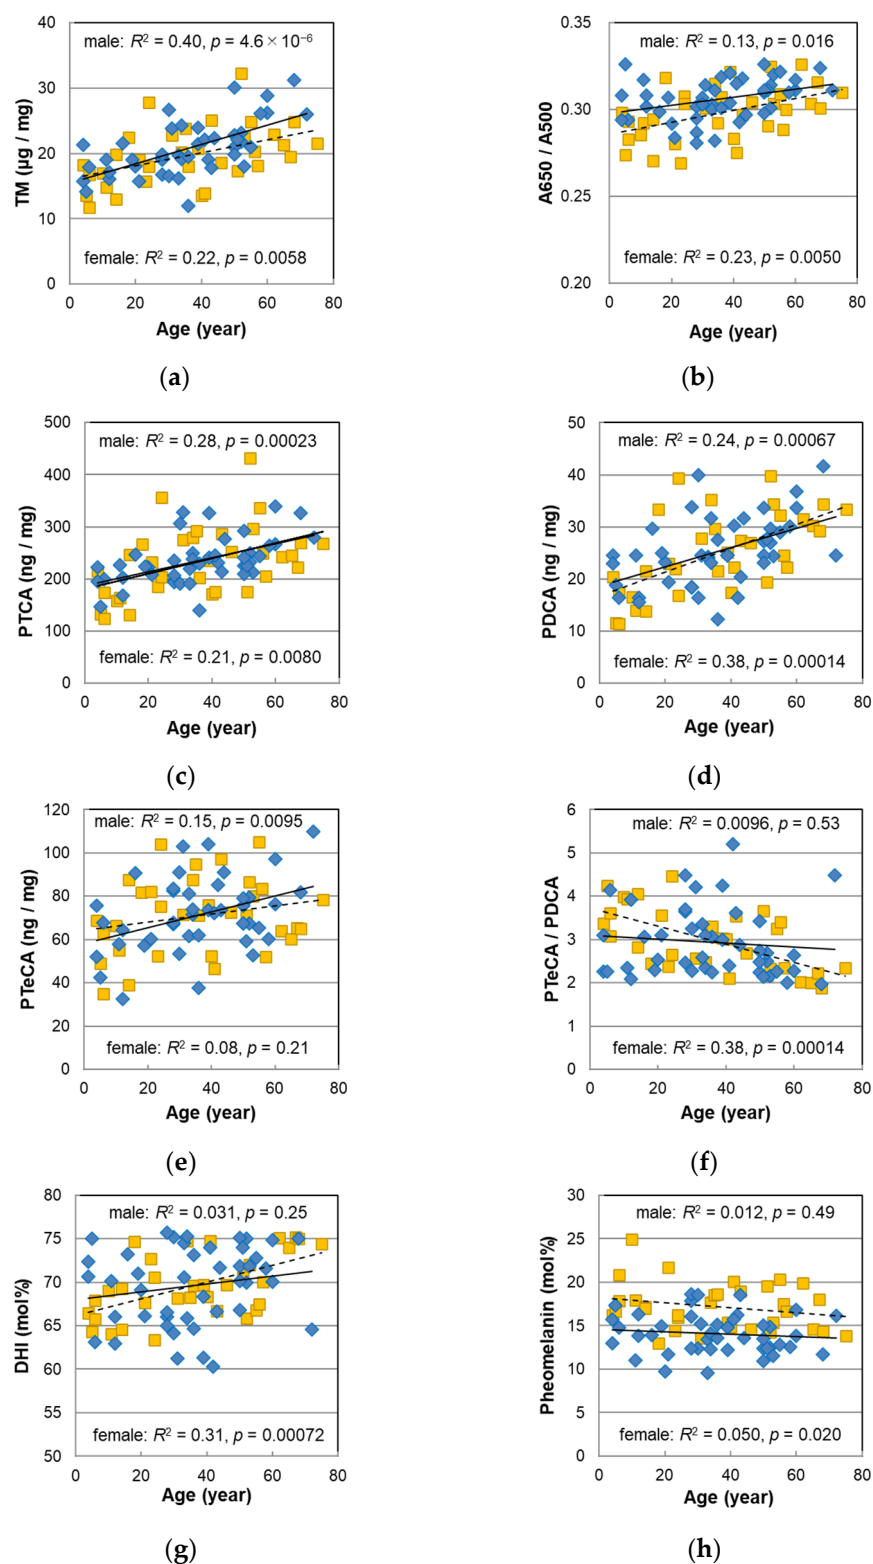 40
30
20
10
0
TM (µg / mg)
male: R² = 0.40, p = 4.6 × 10⁻⁶
female: R² = 0.22, p = 0.0058
0 20 40 60 80
Age (year)
(a)
0.35
0.30
0.25
0.20
A650 / A500
male: R² = 0.13, p = 0.016
female: R² = 0.23, p = 0.0050
0 20 40 60 80
Age (year)
(b)
500
400
300
200
100
0
PTCA (ng / mg)
male: R² = 0.28, p = 0.00023
female: R² = 0.21, p = 0.0080
0 20 40 60 80
Age (year)
(c)
50
40
30
20
10
0
PDCA (ng / mg)
male: R² = 0.24, p = 0.00067
female: R² = 0.38, p = 0.00014
0 20 40 60 80
Age (year)
(d)
120
100
80
60
40
20
0
PTeCA (ng / mg)
male: R² = 0.15, p = 0.0095
female: R² = 0.08, p = 0.21
0 20 40 60 80
Age (year)
(e)
6
5
4
3
2
1
0
PTeCA / PDCA
male: R² = 0.0096, p = 0.53
female: R² = 0.38, p = 0.00014
0 20 40 60 80
Age (year)
(f)
80
75
70
65
60
55
50
DHI (mol%)
male: R² = 0.031, p = 0.25
female: R² = 0.31, p = 0.00072
0 20 40 60 80
Age (year)
(g)
30
25
20
15
10
5
0
Pheomelanin (mol%)
male: R² = 0.012, p = 0.49
female: R² = 0.050, p = 0.020
0 20 40 60 80
Age (year)
(h)